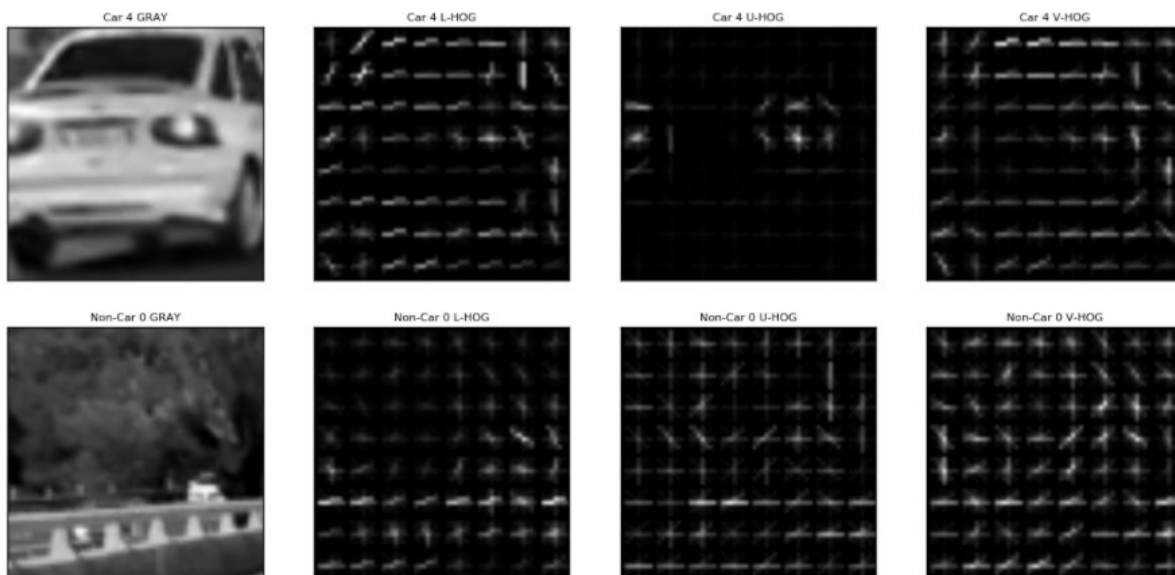 Car 4 GRAY
Car 4 L-HOG
Car 4 U-HOG
Car 4 V-HOG
Non-Car 0 GRAY
Non-Car 0 L-HOG
Non-Car 0 U-HOG
Non-Car 0 V-HOG